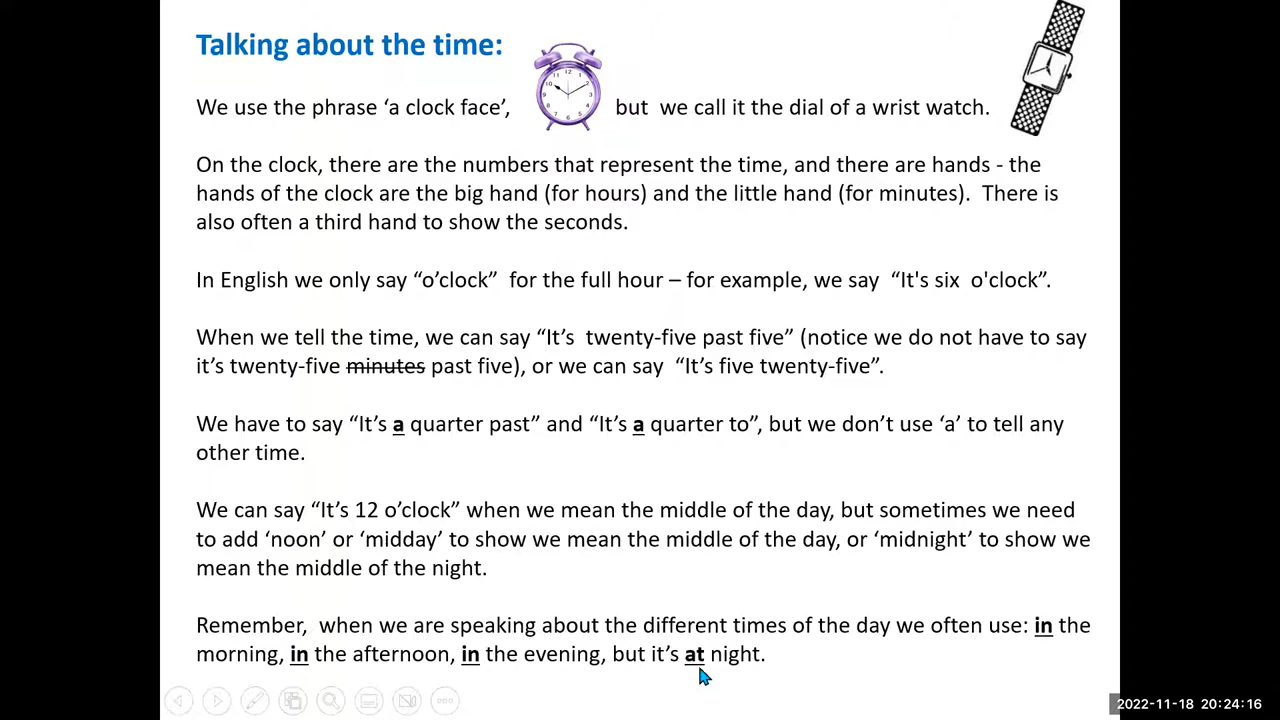 Talking about the time:
We use the phrase ‘a clock face’, but  we call it the dial of a wrist watch.
On the clock, there are the numbers that represent the time, and there are hands - the
hands of the clock are the big hand (for hours) and the little hand (for minutes).  There is
also often a third hand to show the seconds.
In English we only say “o’clock”  for the full hour – for example, we say  “It's six  o'clock”.
When we tell the time, we can say “It’s  twenty-five past five” (notice we do not have to say
it’s twenty-five minutes past five), or we can say  “It’s five twenty-five”.
We have to say “It’s a quarter past” and “It’s a quarter to”, but we don’t use ‘a’ to tell any
other time.
We can say “It’s 12 o’clock” when we mean the middle of the day, but sometimes we need
to add ‘noon’ or ‘midday’ to show we mean the middle of the day, or ‘midnight’ to show we
mean the middle of the night.
Remember,  when we are speaking about the different times of the day we often use: in the
morning, in the afternoon, in the evening, but it’s at night.
2022-11-18  20:24:16